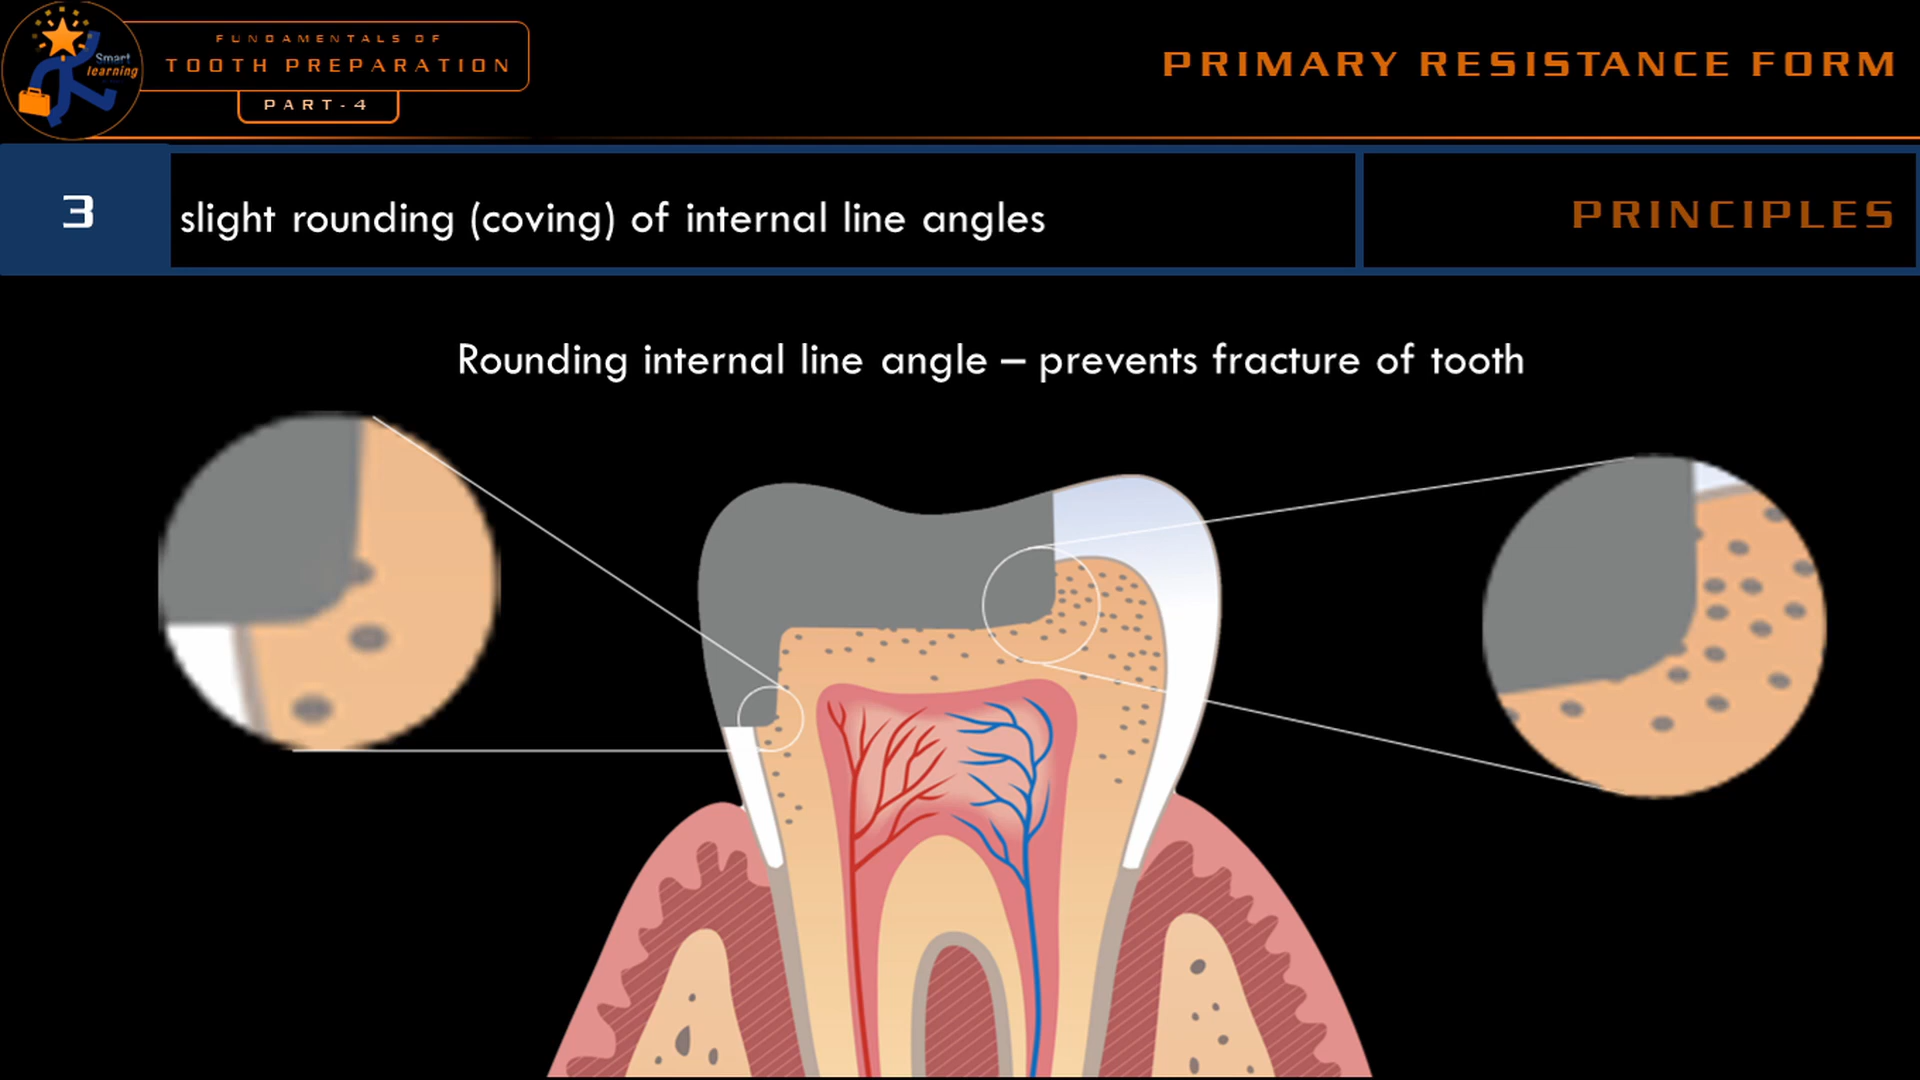 Smart
learning
FUNDAMENTALS OF
TOOTH PREPARATION
PART-4
PRIMARY RESISTANCE FORM
3
slight rounding (coving) of internal line angles
PRINCIPLES
Rounding internal line angle – prevents fracture of tooth